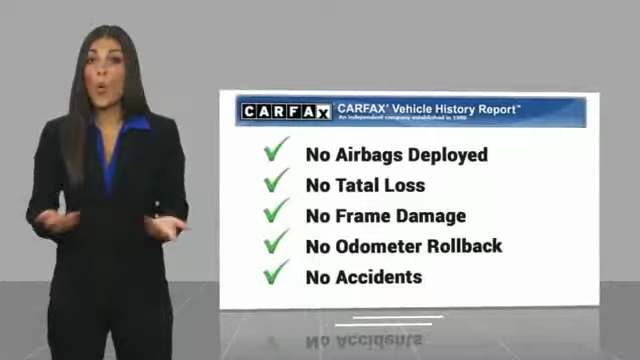 CARFAX CARFAX® Vehicle History Report™
An independent company established in 1986
No Airbags Deployed
No Tatal Loss
No Frame Damage
No Odometer Rollback
No Accidents